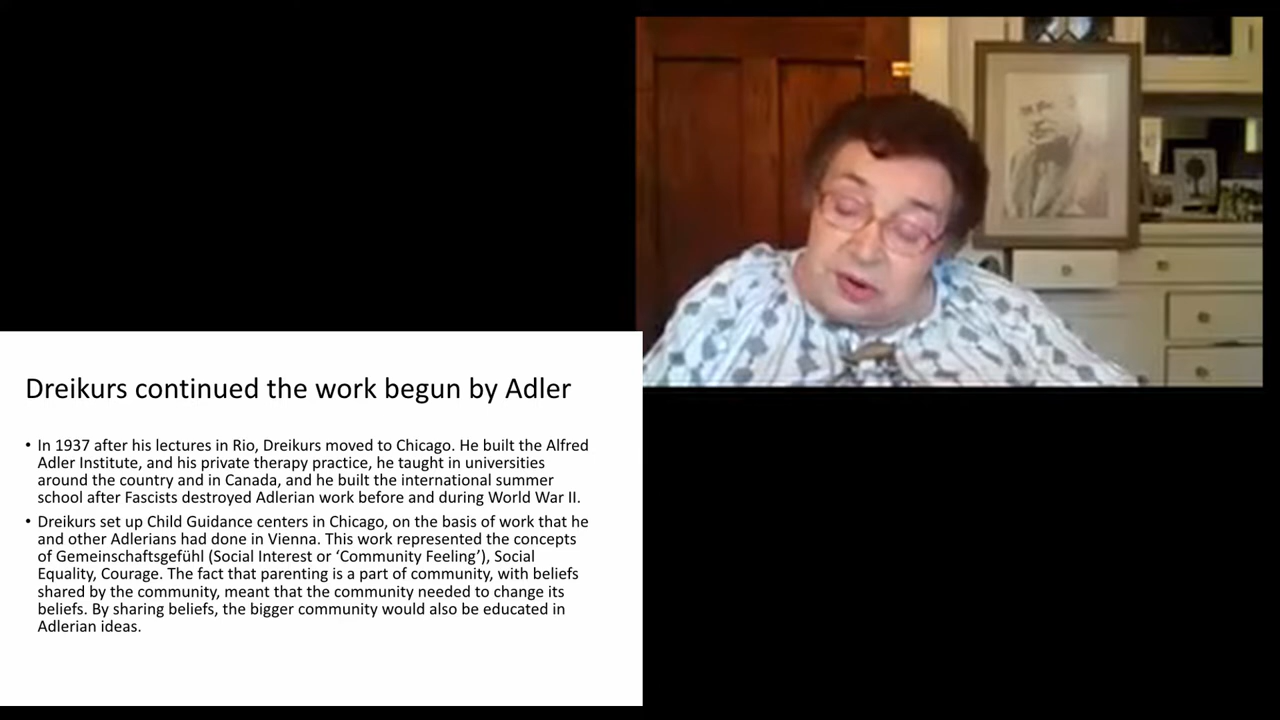 Dreikurs continued the work begun by Adler
• In 1937 after his lectures in Rio, Dreikurs moved to Chicago. He built the Alfred
Adler Institute, and his private therapy practice, he taught in universities
around the country and in Canada, and he built the international summer
school after Fascists destroyed Adlerian work before and during World War II.
• Dreikurs set up Child Guidance centers in Chicago, on the basis of work that he
and other Adlerians had done in Vienna. This work represented the concepts
of Gemeinschaftsgefühl (Social Interest or ‘Community Feeling’), Social
Equality, Courage. The fact that parenting is a part of community, with beliefs
shared by the community, meant that the community needed to change its
beliefs. By sharing beliefs, the bigger community would also be educated in
Adlerian ideas.